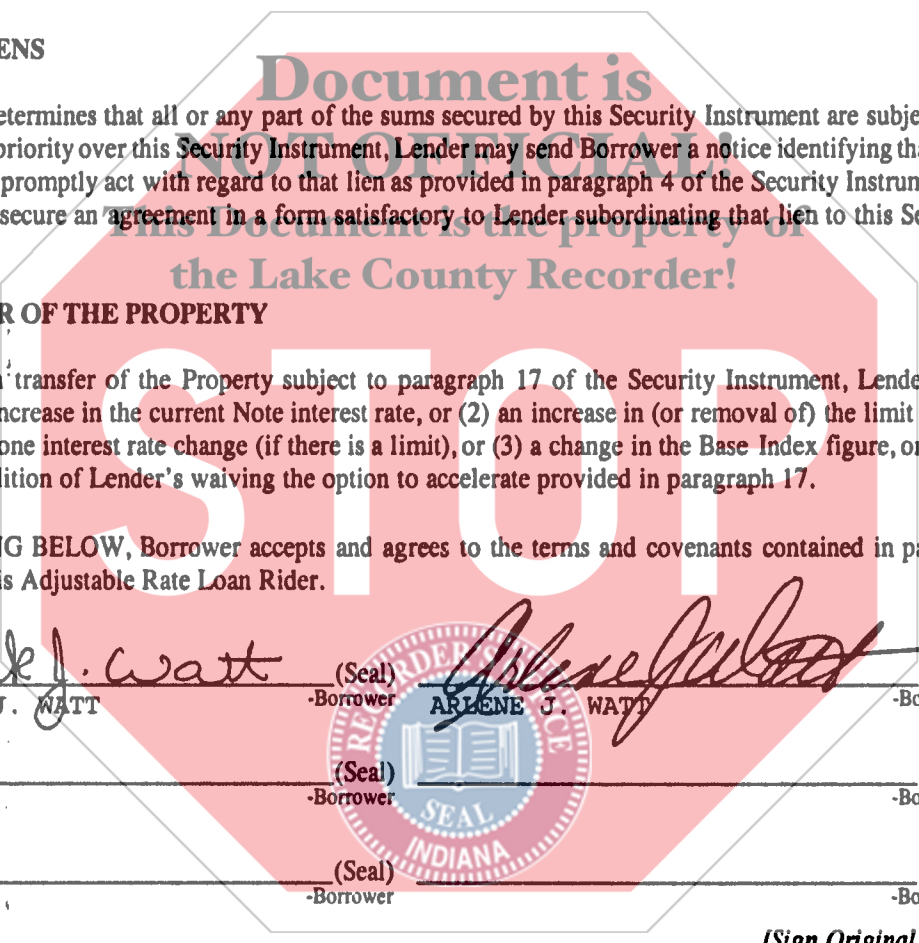 ENS
Document is
etermines that all or any part of the sums secured by this Security Instrument are subje
NOT OFFICIAL!
priority over this Security Instrument, Lender may send Borrower a notice identifying tha
promptly act with regard to that lien as provided in paragraph 4 of the Security Instrum
secure an agreement in a form satisfactory to Lender subordinating that lien to this Se
This Document is the property of
the Lake County Recorder!
R OF THE PROPERTY
transfer of the Property subject to paragraph 17 of the Security Instrument, Lende
ncrease in the current Note interest rate, or (2) an increase in (or removal of) the limit
one interest rate change (if there is a limit), or (3) a change in the Base Index figure, or
lition of Lender's waiving the option to accelerate provided in paragraph 17.
STOP
NG BELOW, Borrower accepts and agrees to the terms and covenants contained in pa
is Adjustable Rate Loan Rider.
k J. Watt (Seal) Arlene J. Watt
J. WATT -Borrower ARLENE J. WATT -Bo
RECORDER'S OFFICE
(Seal)
-Borrower -Bo
SEAL
INDIANA
(Seal)
-Borrower -Bo
[Sign Original